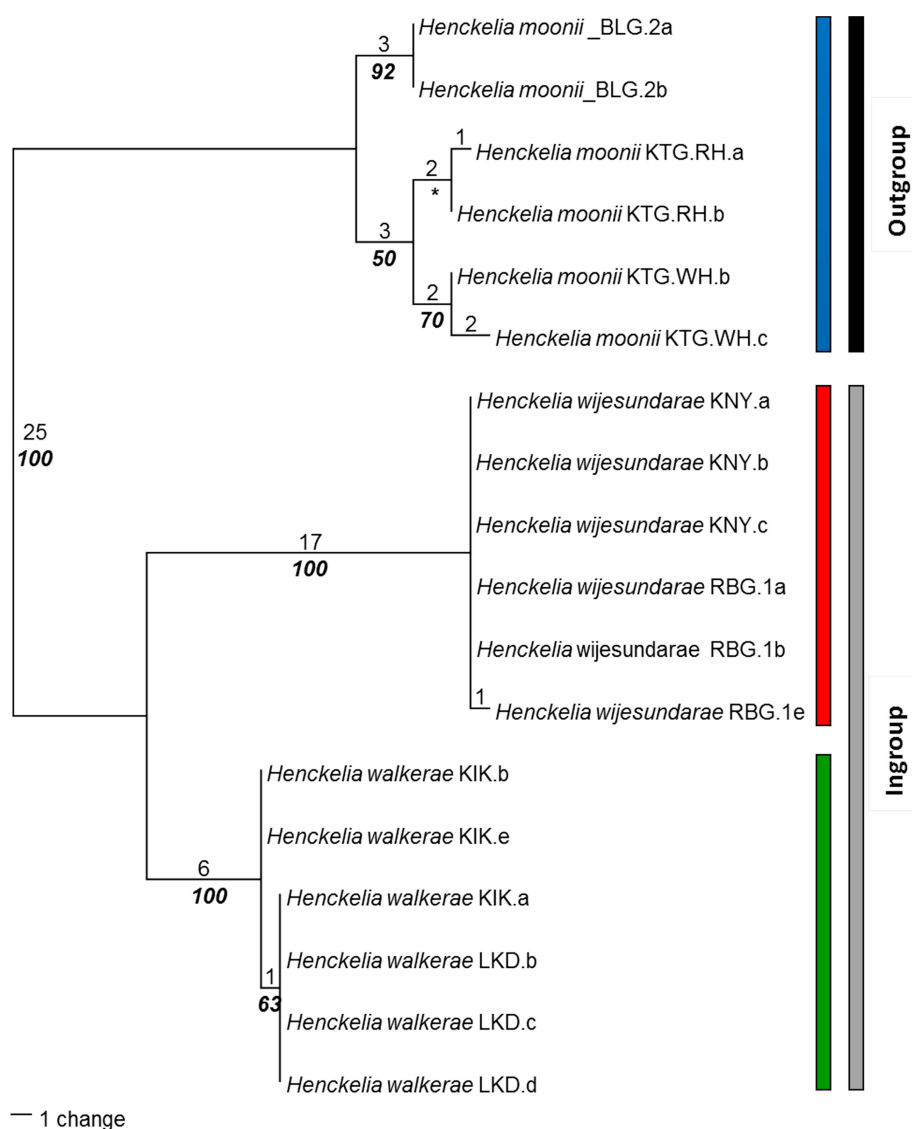 Henckelia moonii _BLG.2a
3
92
Henckelia moonii_BLG.2b
1
Henckelia moonii KTG.RH.a
2
*
Henckelia moonii KTG.RH.b
3
50
Henckelia moonii KTG.WH.b
2
70
2
Henckelia moonii KTG.WH.c
Outgroup
Henckelia wijesundarae KNY.a
25
100
Henckelia wijesundarae KNY.b
Henckelia wijesundarae KNY.c
17
100
Henckelia wijesundarae RBG.1a
Henckelia wijesundarae RBG.1b
1
Henckelia wijesundarae RBG.1e
Ingroup
Henckelia walkerae KIK.b
Henckelia walkerae KIK.e
6
100
Henckelia walkerae KIK.a
Henckelia walkerae LKD.b
1
63
Henckelia walkerae LKD.c
Henckelia walkerae LKD.d
1 change